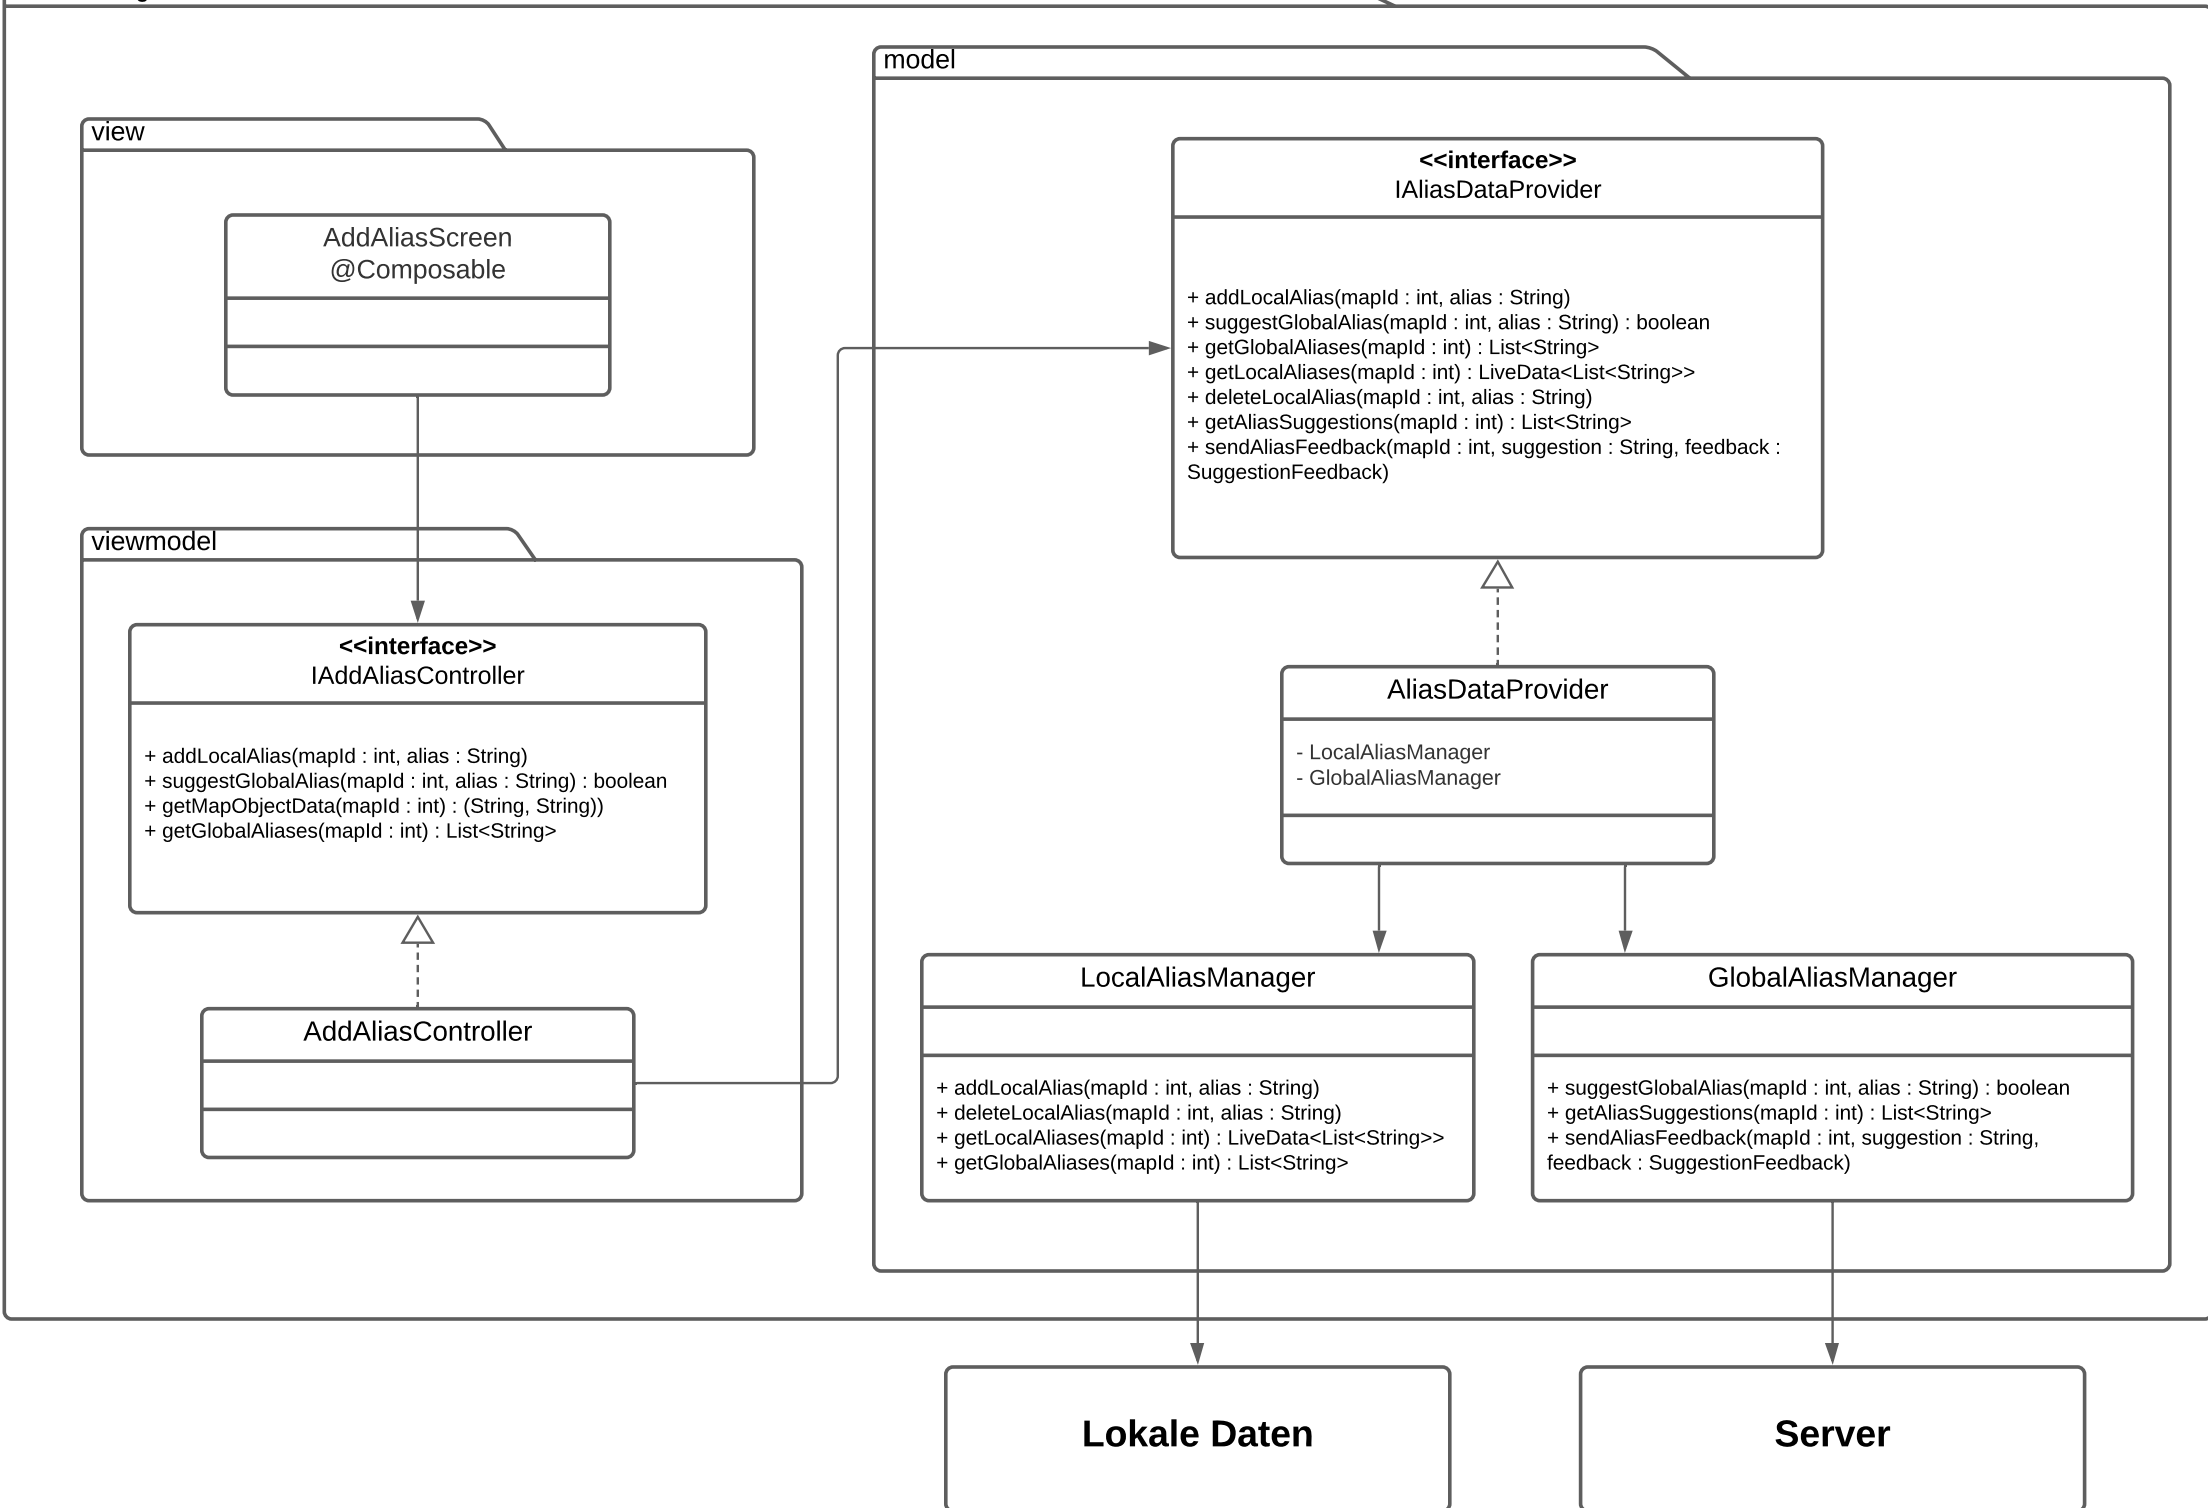 view
AddAliasScreen
@Composable
viewmodel
<<interface>>
IAddAliasController
+ addLocalAlias(mapId : int, alias : String)
+ suggestGlobalAlias(mapId : int, alias : String) : boolean
+ getMapObjectData(mapId : int) : (String, String))
+ getGlobalAliases(mapId : int) : List<String>
AddAliasController
model
<<interface>>
IAliasDataProvider
+ addLocalAlias(mapId : int, alias : String)
+ suggestGlobalAlias(mapId : int, alias : String) : boolean
+ getGlobalAliases(mapId : int) : List<String>
+ getLocalAliases(mapId : int) : LiveData<List<String>>
+ deleteLocalAlias(mapId : int, alias : String)
+ getAliasSuggestions(mapId : int) : List<String>
+ sendAliasFeedback(mapId : int, suggestion : String, feedback :
SuggestionFeedback)
AliasDataProvider
- LocalAliasManager
- GlobalAliasManager
LocalAliasManager
+ addLocalAlias(mapId : int, alias : String)
+ deleteLocalAlias(mapId : int, alias : String)
+ getLocalAliases(mapId : int) : LiveData<List<String>>
+ getGlobalAliases(mapId : int) : List<String>
GlobalAliasManager
+ suggestGlobalAlias(mapId : int, alias : String) : boolean
+ getAliasSuggestions(mapId : int) : List<String>
+ sendAliasFeedback(mapId : int, suggestion : String,
feedback : SuggestionFeedback)
Lokale Daten
Server